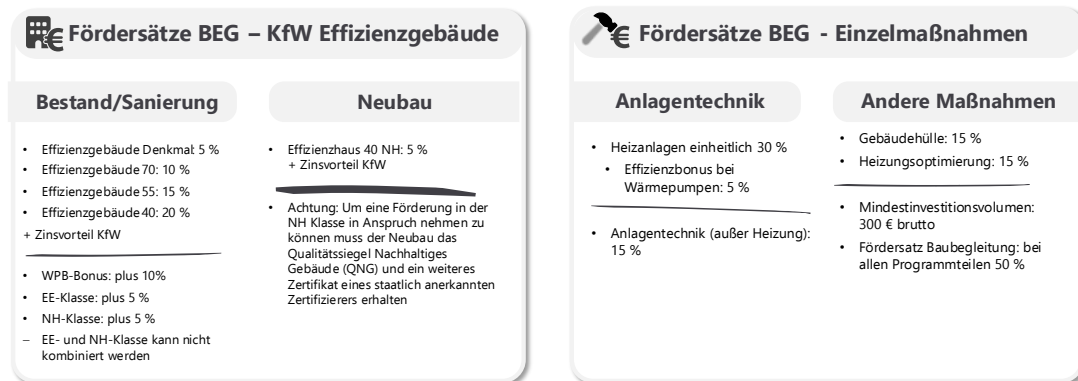 Fördersätze BEG – KfW Effizienzgebäude
Bestand/Sanierung
• Effizienzgebäude Denkmal: 5 %
• Effizienzgebäude 70: 10 %
• Effizienzgebäude 55: 15 %
• Effizienzgebäude 40: 20 %
+ Zinsvorteil KfW
• WPB-Bonus: plus 10%
• EE-Klasse: plus 5 %
• NH-Klasse: plus 5 %
– EE- und NH-Klasse kann nicht
kombiniert werden
Neubau
• Effizienzhaus 40 NH: 5 %
+ Zinsvorteil KfW
• Achtung: Um eine Förderung in der
NH Klasse in Anspruch nehmen zu
können muss der Neubau das
Qualitätssiegel Nachhaltiges
Gebäude (QNG) und ein weiteres
Zertifikat eines staatlich anerkannten
Zertifizierers erhalten
Fördersätze BEG - Einzelmaßnahmen
Anlagentechnik
• Heizanlagen einheitlich 30 %
• Effizienzbonus bei
Wärmepumpen: 5 %
• Anlagentechnik (außer Heizung):
15 %
Andere Maßnahmen
• Gebäudehülle: 15 %
• Heizungsoptimierung: 15 %
• Mindestinvestitionsvolumen:
300 € brutto
• Fördersatz Baubegleitung: bei
allen Programmteilen 50 %